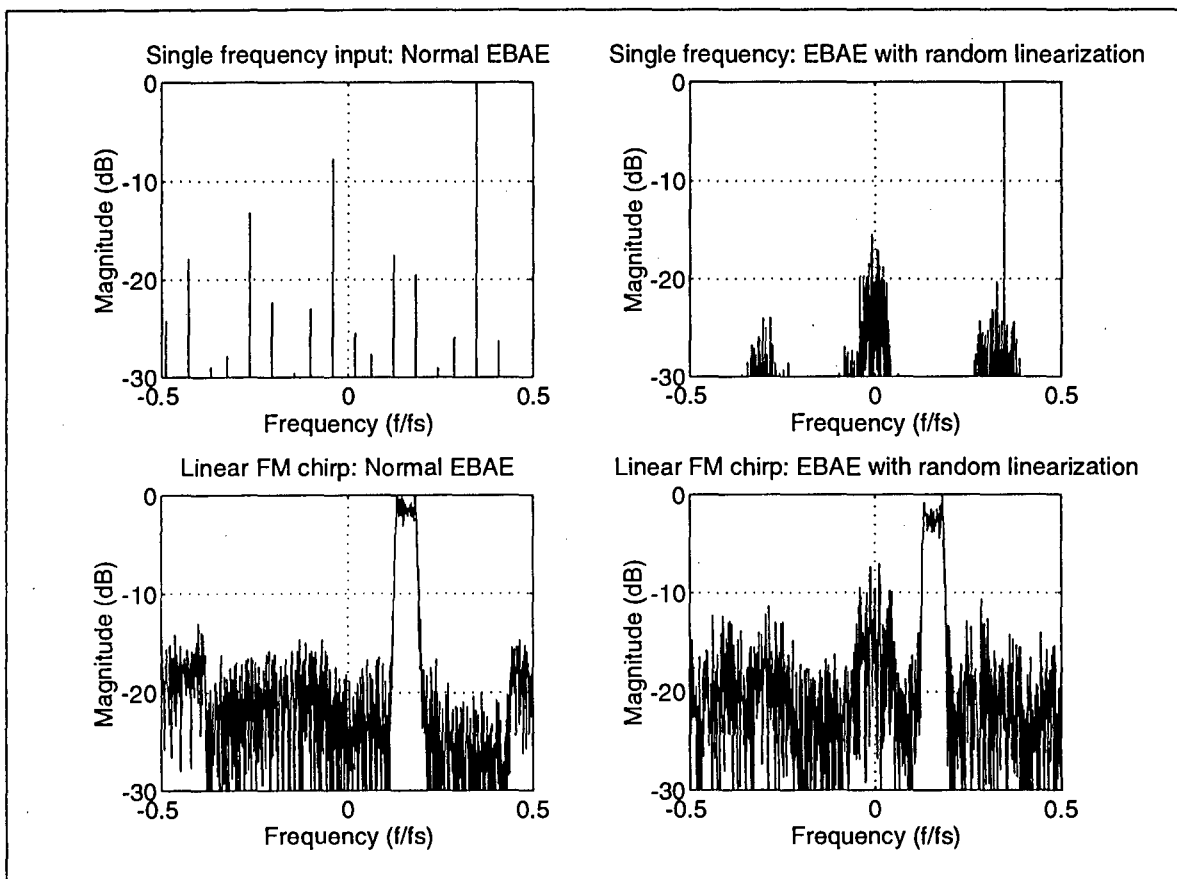 Single frequency input: Normal EBAE
0
-10
-20
-30
Magnitude (dB)
-0.5
0
0.5
Frequency (f/fs)
Single frequency: EBAE with random linearization
0
-10
-20
-30
Magnitude (dB)
-0.5
0
0.5
Frequency (f/fs)
Linear FM chirp: Normal EBAE
0
-10
-20
-30
Magnitude (dB)
-0.5
0
0.5
Frequency (f/fs)
Linear FM chirp: EBAE with random linearization
0
-10
-20
-30
Magnitude (dB)
-0.5
0
0.5
Frequency (f/fs)